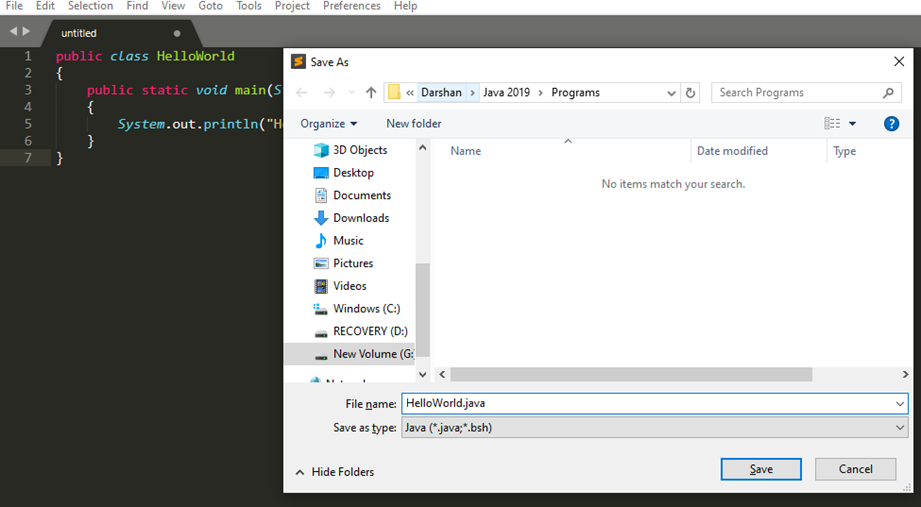 File Edit Selection Find View Goto Tools Project Preferences Help
untitled
1 public class HelloWorld
2 {
3 public static void main(S
4 {
5 System.out.println("He
6 }
7 }
Save As
« Darshan > Java 2019 > Programs
Search Programs
Organize
New folder
?
Name Date modified Type
No items match your search.
3D Objects
Desktop
Documents
Downloads
Music
Pictures
Videos
Windows (C:)
RECOVERY (D:)
New Volume (G:
File name: HelloWorld.java
Save as type: Java (*.java;*.bsh)
Hide Folders
Save Cancel